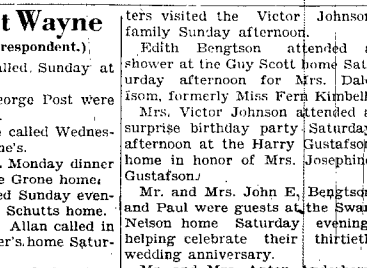 t Wayne
respondent.)
alled, Sunday at
eorge Post were
e called Wednes-
ne's.
. Monday dinner
e Grone home.
ed Sunday even-
Schutts home.
Allan called in
er's home Satur-
ters visited the Victor Johnson
family Sunday afternoon.
Edith Bengtson attended a
shower at the Guy Scott home Sat
urday afternoon for Mrs. Dale
Isom, formerly Miss Fern Kimbell
Mrs. Victor Johnson attended a
surprise birthday party Saturday
afternoon at the Harry Gustafson
home in honor of Mrs. Josephine
Gustafson.
Mr. and Mrs. John E. Bengtson
and Paul were guests at the Swan
Nelson home Saturday evening
helping celebrate their thirtieth
wedding anniversary.